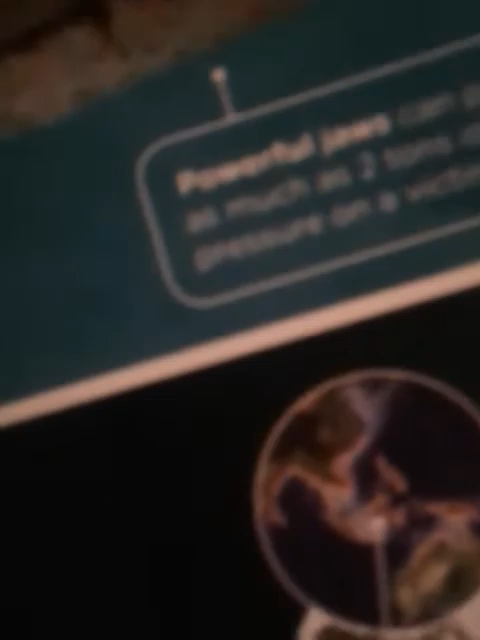 Powerful jaws can
as much as 2 tons
pressure on a